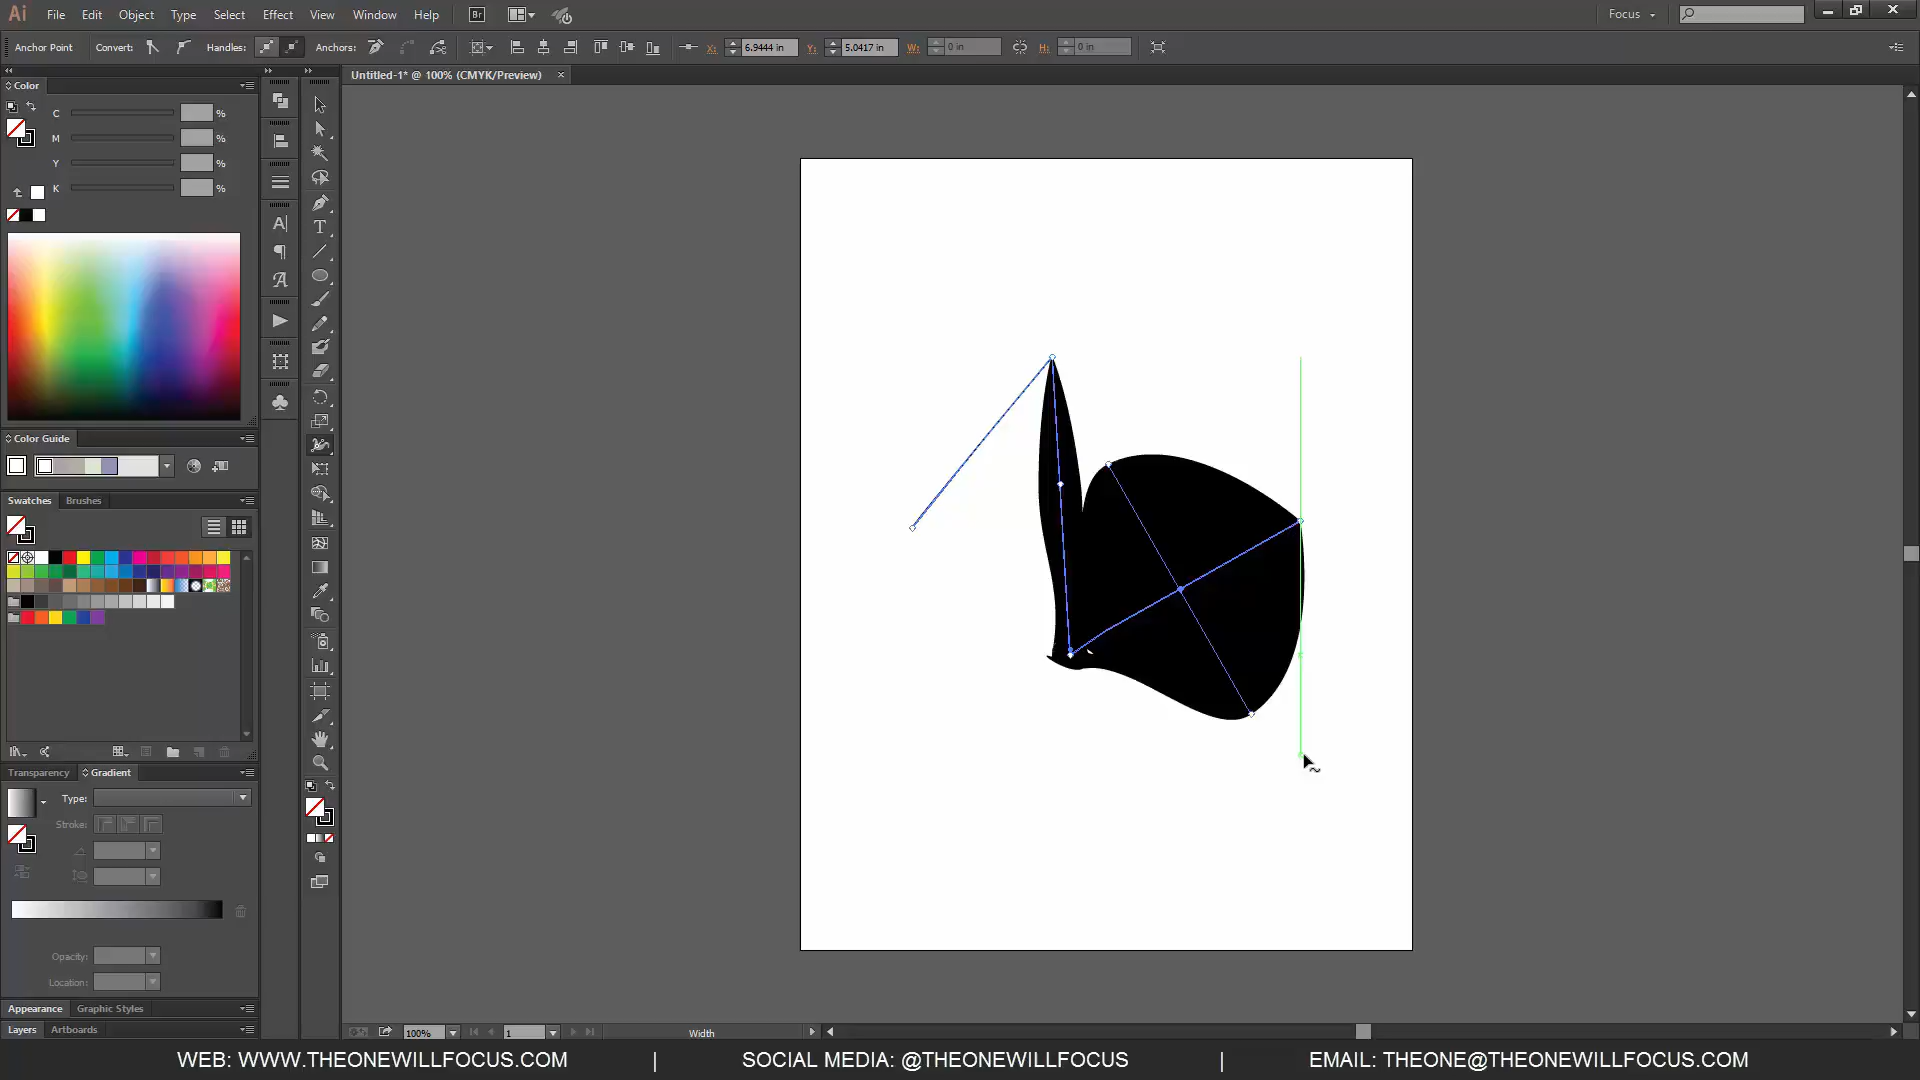 Ai File Edit Object Type Select Effect View Window Help Br Focus
Anchor Point Convert: Handles: Anchors: X: 6.9444 in Y: 5.0417 in W: 0 in H: 0 in
Color
Untitled-1* @ 100% (CMYK/Preview)
C %
M %
Y %
K %
Color Guide
Swatches Brushes
Transparency Gradient
Type:
Stroke:
Opacity:
Location:
Appearance Graphic Styles
Layers Artboards
100% 1 Width
WEB: WWW.THEONEWILLFOCUS.COM | SOCIAL MEDIA: @THEONEWILLFOCUS | EMAIL: THEONE@THEONEWILLFOCUS.COM